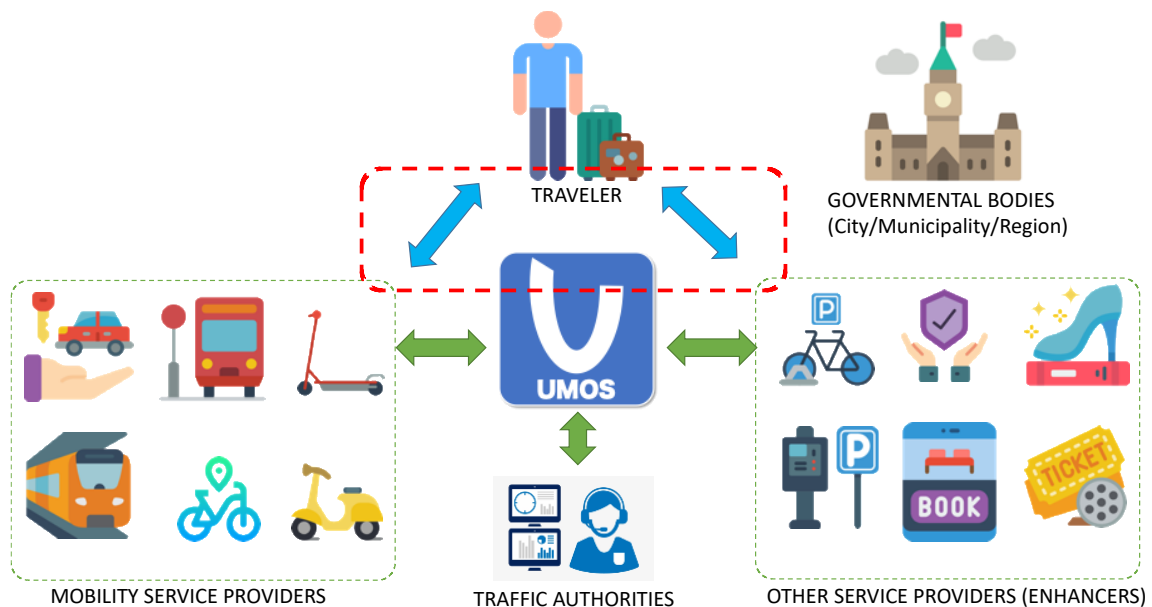 TRAVELER
GOVERNMENTAL BODIES
(City/Municipality/Region)
UMOS
P
P
BOOK
TICKET
MOBILITY SERVICE PROVIDERS
TRAFFIC AUTHORITIES
OTHER SERVICE PROVIDERS (ENHANCERS)